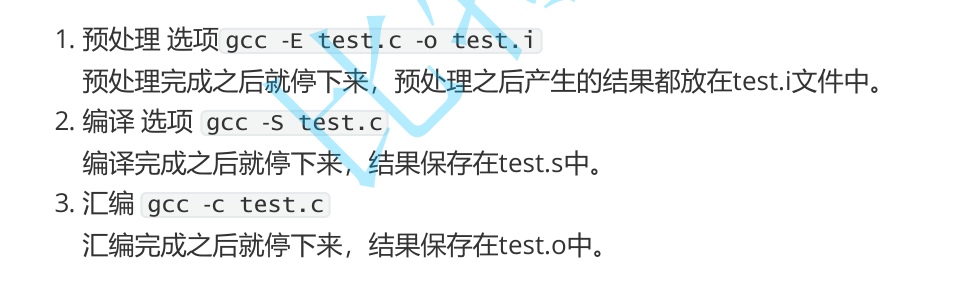 1. 预处理 选项 gcc -E test.c -o test.i
预处理完成之后就停下来，预处理之后产生的结果都放在test.i文件中。
2. 编译 选项 gcc -S test.c
编译完成之后就停下来，结果保存在test.s中。
3. 汇编 gcc -c test.c
汇编完成之后就停下来，结果保存在test.o中。